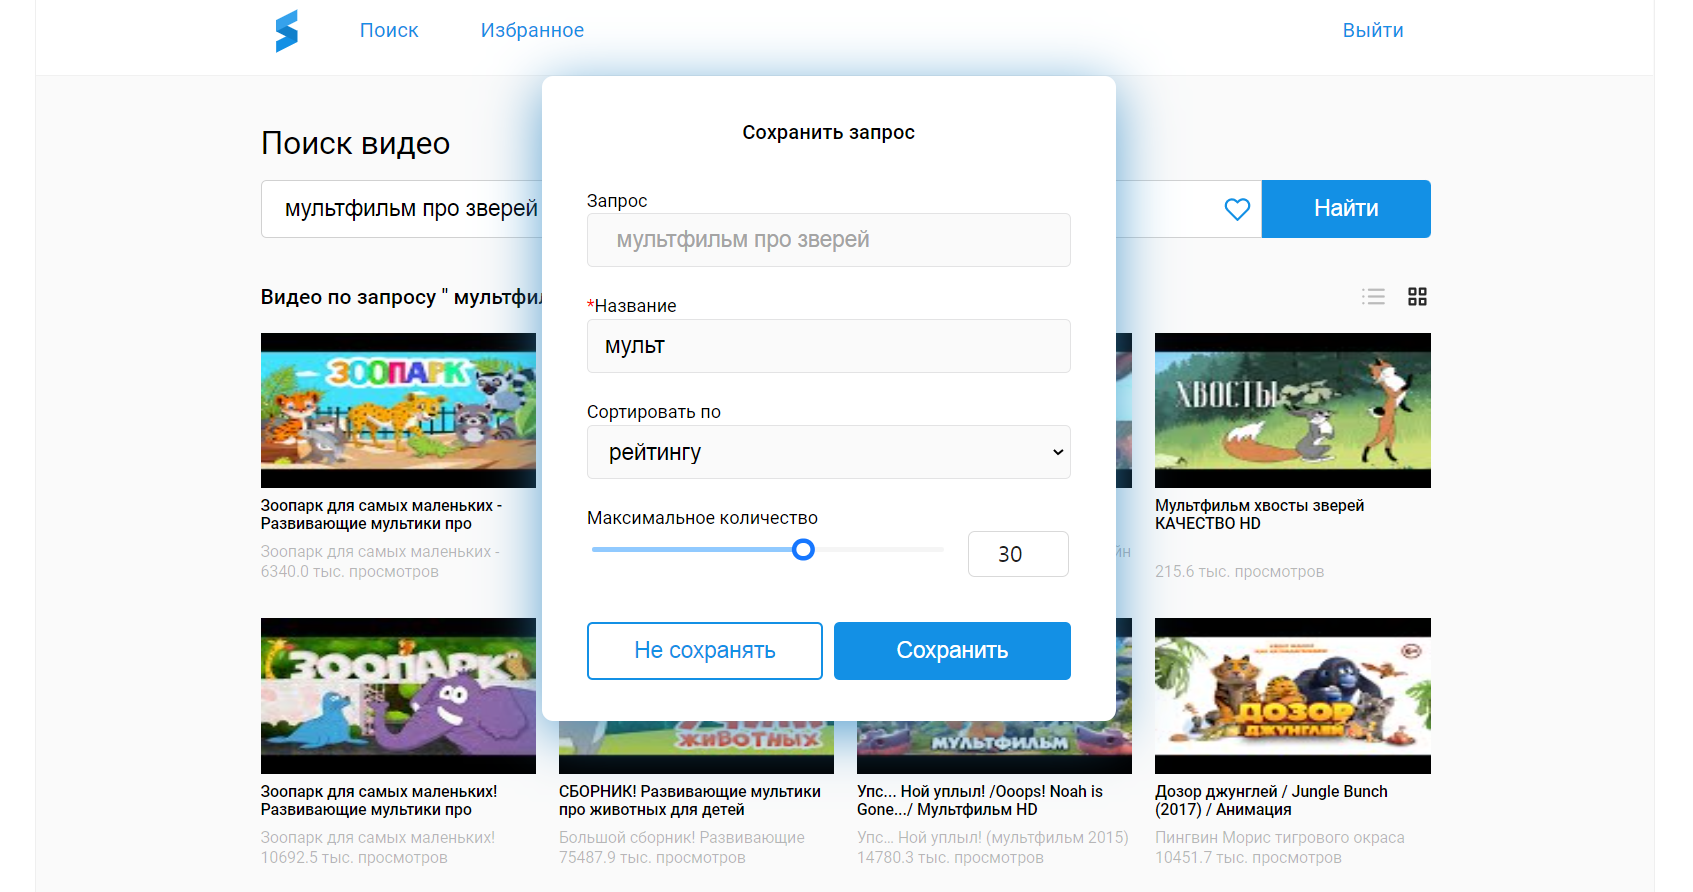 Поиск
Избранное
Выйти
Поиск видео
мультфильм про зверей
Найти
Видео по запросу "
Сохранить запрос
Запрос
мультфильм про зверей
*Название
мульт
Сортировать по
рейтингу
Максимальное количество
30
Не сохранять
Сохранить
ЗООПАРК
ХВОСТЫ
Зоопарк для самых маленьких -
Развивающие мультики про
Зоопарк для самых маленьких -
6340.0 тыс. просмотров
Мультфильм хвосты зверей
КАЧЕСТВО HD
215.6 тыс. просмотров
ЗООПАРК
ЖИВОТНЫХ
МУЛЬТФИЛЬМ
ДОЗОР
ДЖУНГЛЕЙ
6+
Зоопарк для самых маленьких!
Развивающие мультики про
Зоопарк для самых маленьких!
10692.5 тыс. просмотров
СБОРНИК! Развивающие мультики
про животных для детей
Большой сборник! Развивающие
75487.9 тыс. просмотров
Упс... Ной уплыл! /Ooops! Noah is
Gone.../ Мультфильм HD
Упс... Ной уплыл! (мультфильм 2015)
14780.3 тыс. просмотров
Дозор джунглей / Jungle Bunch
(2017) / Анимация
Пингвин Морис тигрового окраса
10451.7 тыс. просмотров